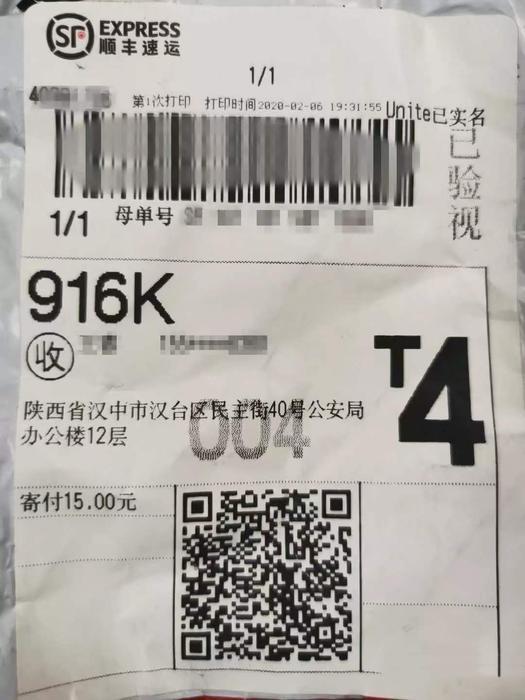 SF EXPRESS
顺丰速运
1/1
第1次打印 打印时间2020-02-06 19:31:55 Unite已实名
已验视
1/1 母单号
916K
收
T4
陕西省汉中市汉台区民主街40号公安局
办公楼12层
004
寄付15.00元